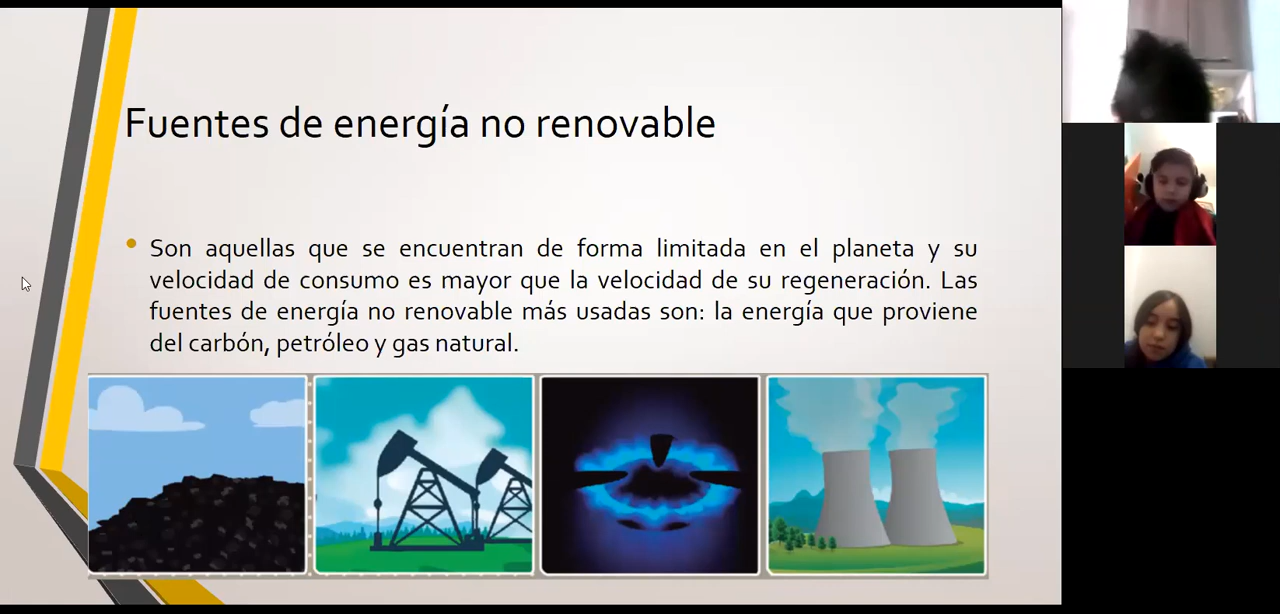 Fuentes de energía no renovable
Son aquellas que se encuentran de forma limitada en el planeta y su
velocidad de consumo es mayor que la velocidad de su regeneración. Las
fuentes de energía no renovable más usadas son: la energía que proviene
del carbón, petróleo y gas natural.